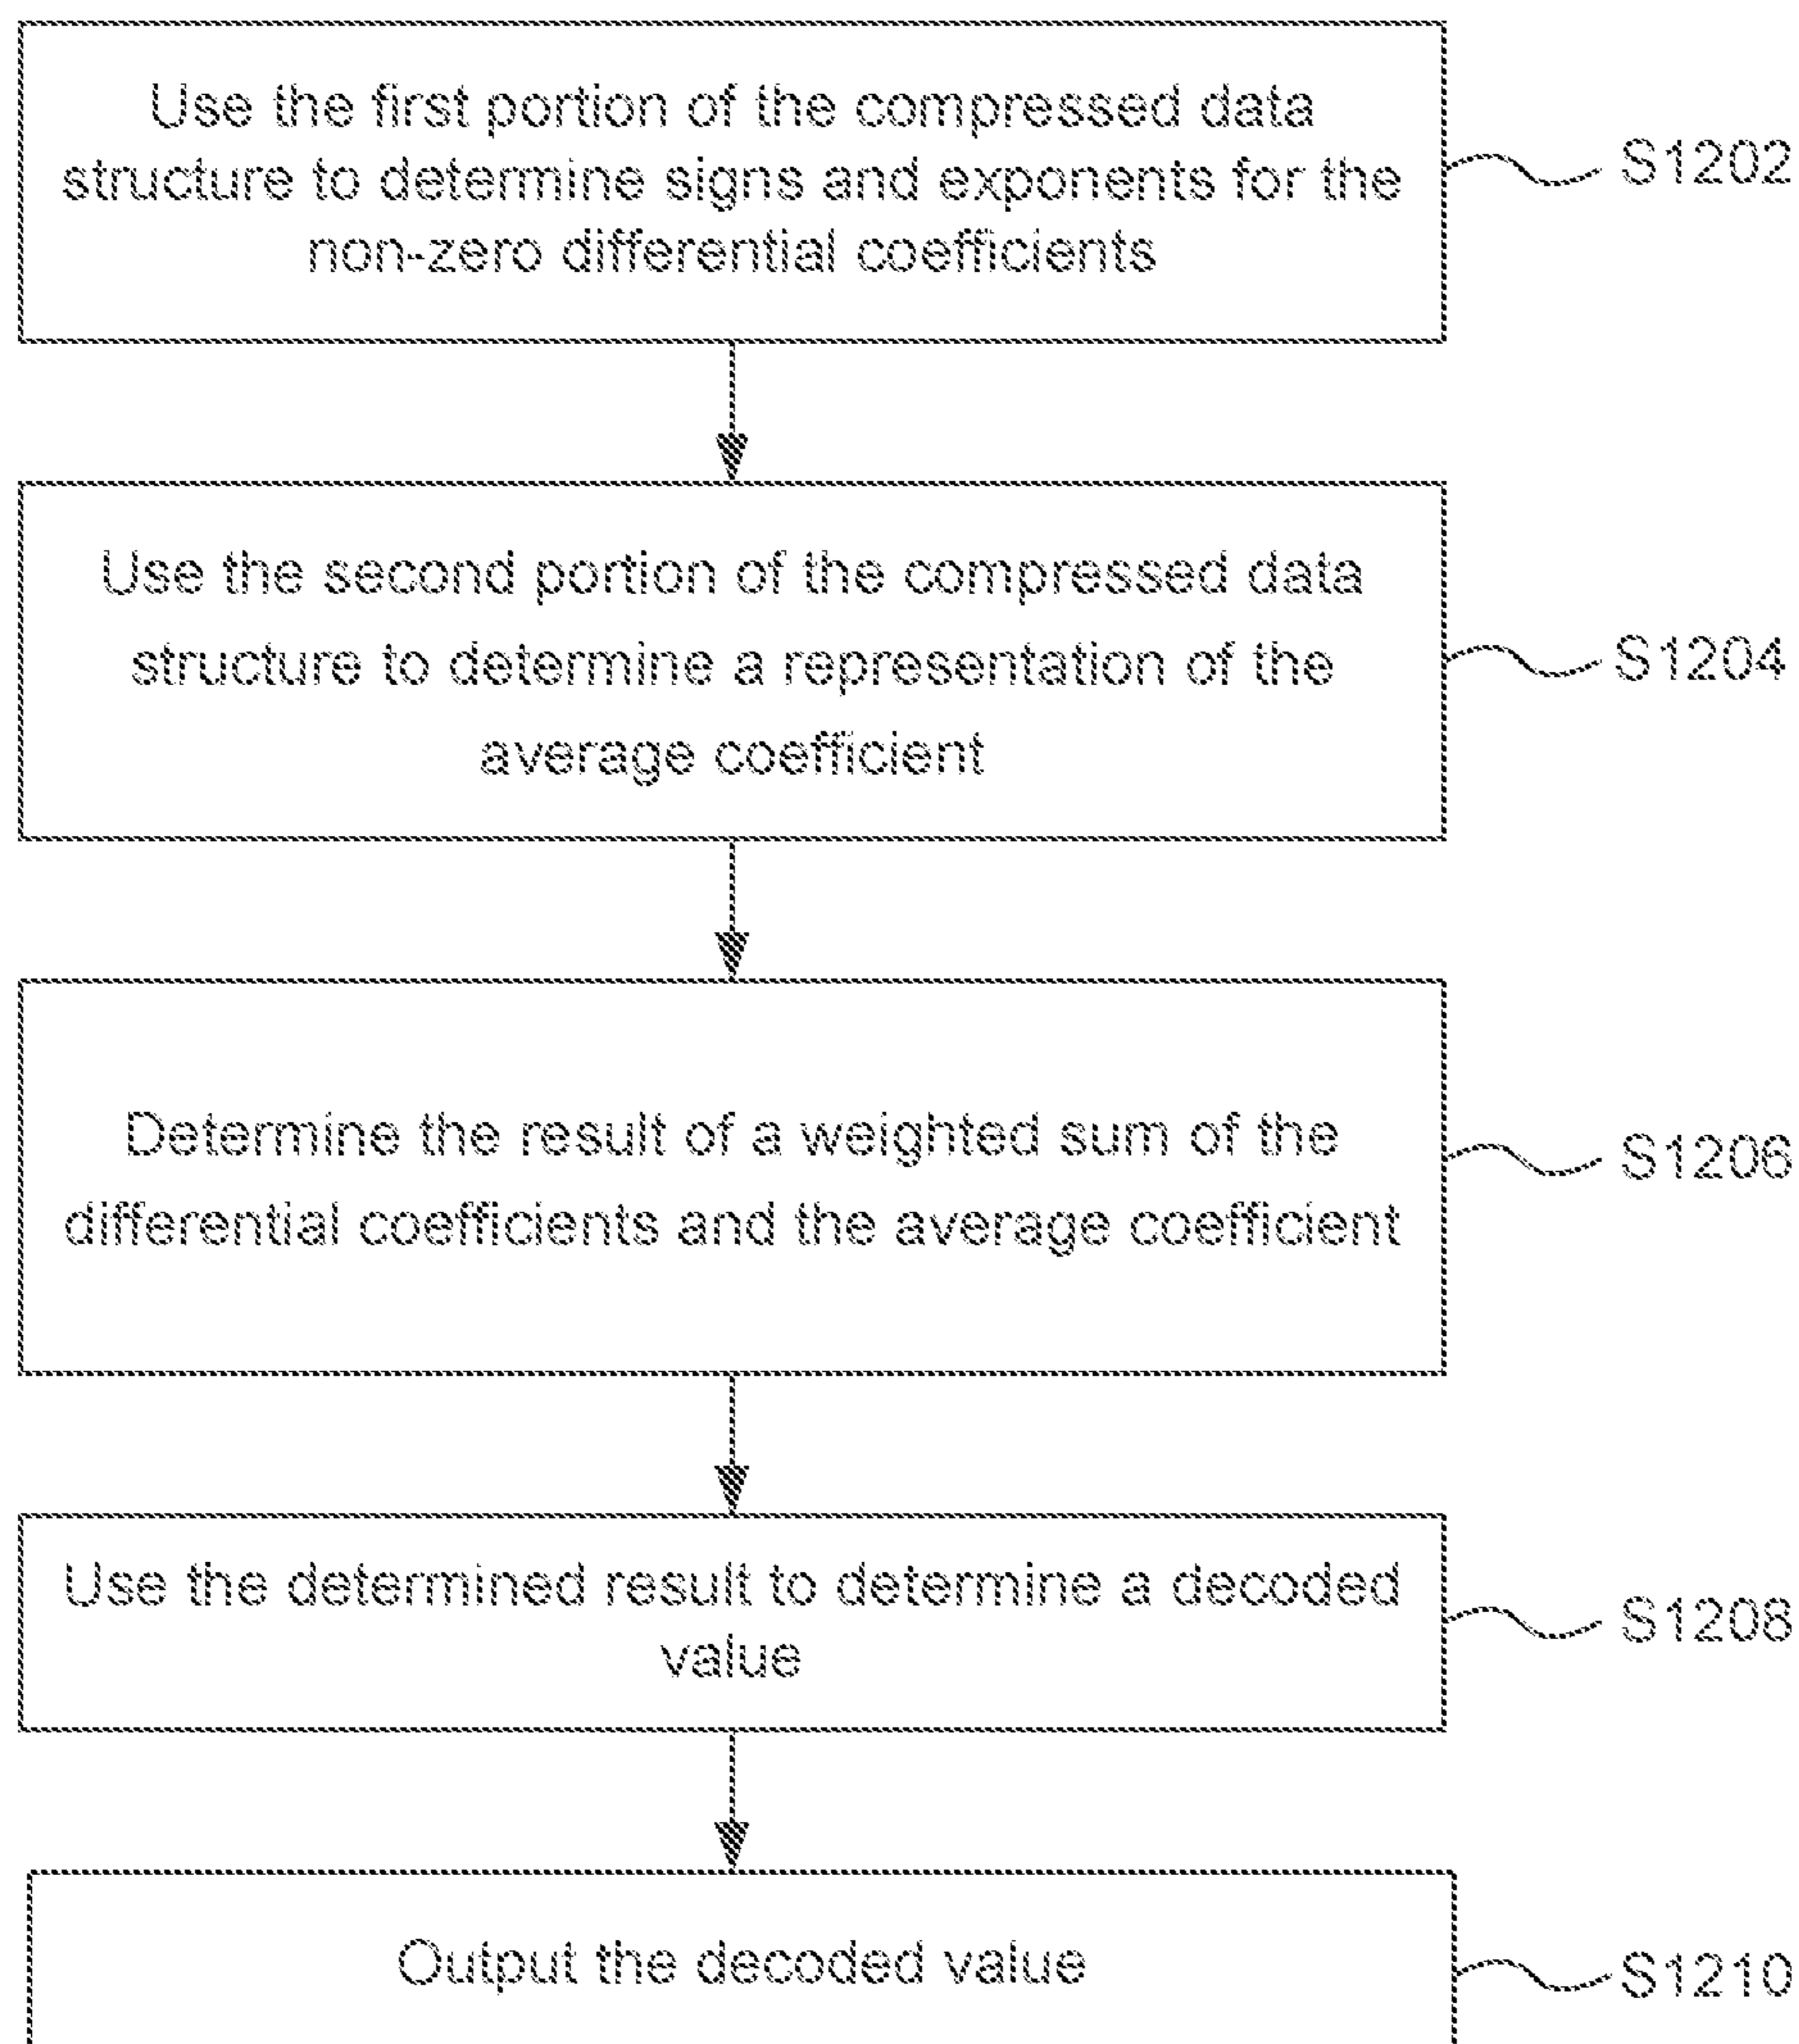 Use the first portion of the compressed data
structure to determine signs and exponents for the
non-zero differential coefficients
S1202
Use the second portion of the compressed data
structure to determine a representation of the
average coefficient
S1204
Determine the result of a weighted sum of the
differential coefficients and the average coefficient
S1206
Use the determined result to determine a decoded
value
S1208
Output the decoded value
S1210